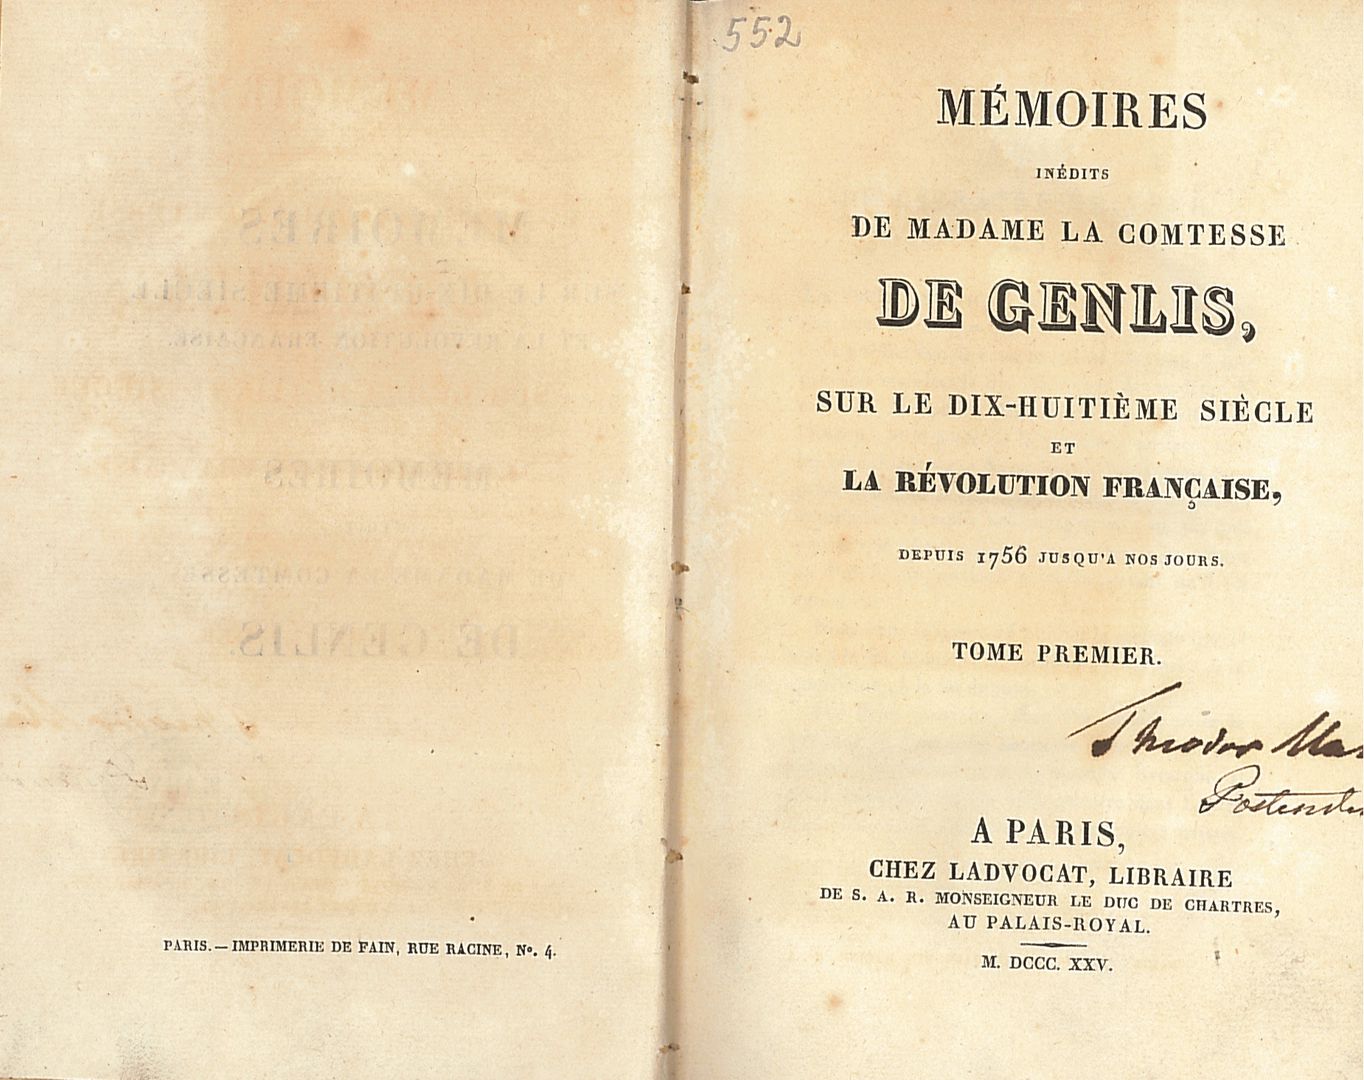 PARIS. — IMPRIMERIE DE FAIN, RUE RACINE, Nº. 4.
552
MÉMOIRES
INÉDITS
DE MADAME LA COMTESSE
DE GENLIS,
SUR LE DIX-HUITIÈME SIÈCLE
ET
LA RÉVOLUTION FRANÇAISE,
DEPUIS 1756 JUSQU'A NOS JOURS.
TOME PREMIER.
A PARIS,
CHEZ LADVOCAT, LIBRAIRE
DE S. A. R. MONSEIGNEUR LE DUC DE CHARTRES,
AU PALAIS-ROYAL.
M. DCCC. XXV.